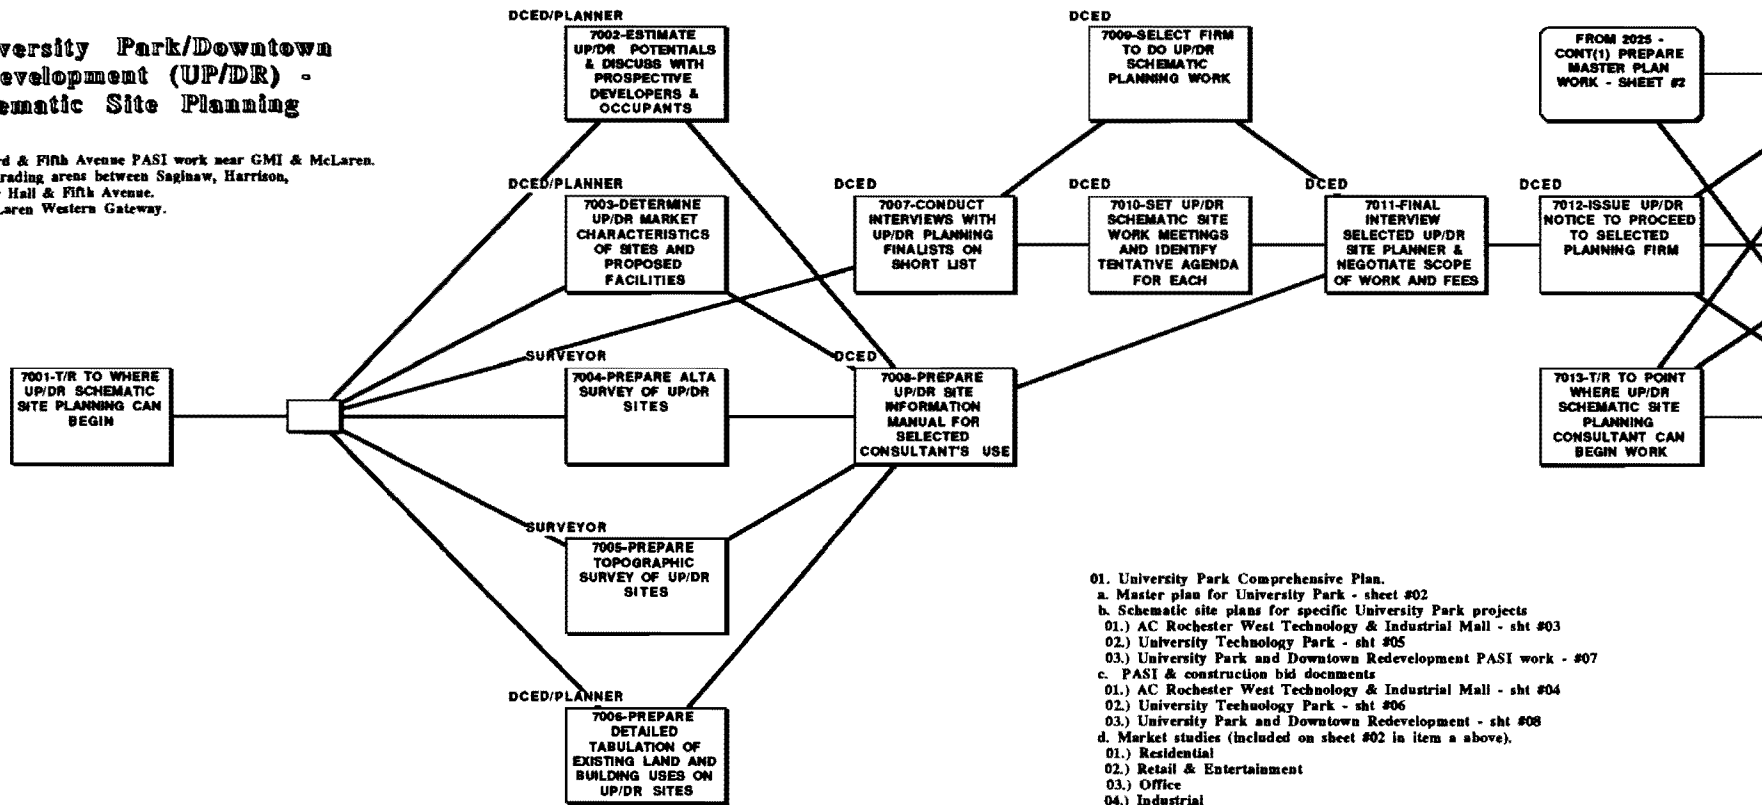 versity Park/Downtown
evelopment (UP/DR) -
ematic Site Planning
rd & Fifth Avenue PASI work near GMI & McLaren.
rading arens between Saginaw, Harrison,
Hall & Fifth Avenue.
Laren Western Gateway.
7001-T/R TO WHERE
UP/DR SCHEMATIC
SITE PLANNING CAN
BEGIN
DCED/PLANNER
7002-ESTIMATE
UP/DR POTENTIALS
& DISCUSS WITH
PROSPECTIVE
DEVELOPERS &
OCCUPANTS
DCED/PLANNER
7003-DETERMINE
UP/DR MARKET
CHARACTERISTICS
OF SITES AND
PROPOSED
FACILITIES
SURVEYOR
7004-PREPARE ALTA
SURVEY OF UP/DR
SITES
SURVEYOR
7005-PREPARE
TOPOGRAPHIC
SURVEY OF UP/DR
SITES
DCED/PLANNER
7006-PREPARE
DETAILED
TABULATION OF
EXISTING LAND AND
BUILDING USES ON
UP/DR SITES
DCED
7007-CONDUCT
INTERVIEWS WITH
UP/DR PLANNING
FINALISTS ON
SHORT LIST
DCED
7008-PREPARE
UP/DR SITE
INFORMATION
MANUAL FOR
SELECTED
CONSULTANT'S USE
DCED
7009-SELECT FIRM
TO DO UP/DR
SCHEMATIC
PLANNING WORK
DCED
7010-SET UP/DR
SCHEMATIC SITE
WORK MEETINGS
AND IDENTIFY
TENTATIVE AGENDA
FOR EACH
DCED
7011-FINAL
INTERVIEW
SELECTED UP/DR
SITE PLANNER &
NEGOTIATE SCOPE
OF WORK AND FEES
FROM 2025 -
CONT(1) PREPARE
MASTER PLAN
WORK - SHEET #2
DCED
7012-ISSUE UP/DR
NOTICE TO PROCEED
TO SELECTED
PLANNING FIRM
7013-T/R TO POINT
WHERE UP/DR
SCHEMATIC SITE
PLANNING
CONSULTANT CAN
BEGIN WORK
01. University Park Comprehensive Plan.
a. Master plan for University Park - sheet #02
b. Schematic site plans for specific University Park projects
01.) AC Rochester West Technology & Industrial Mall - sht #03
02.) University Technology Park - sht #05
03.) University Park and Downtown Redevelopment PASI work - #07
c. PASI & construction bid documents
01.) AC Rochester West Technology & Industrial Mall - sht #04
02.) University Technology Park - sht #06
03.) University Park and Downtown Redevelopment - sht #08
d. Market studies (included on sheet #02 in item a above).
01.) Residential
02.) Retail & Entertainment
03.) Office
04.) Industrial